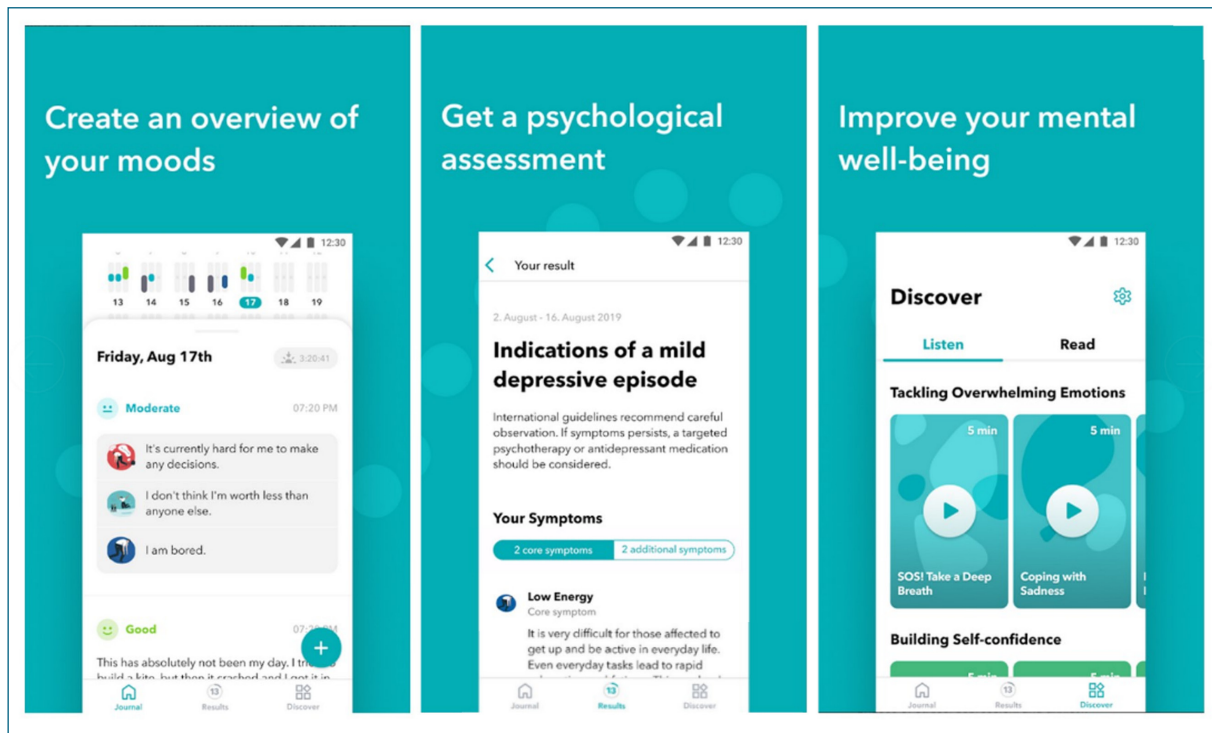 Create an overview of
your moods
12:30
13 14 15 16 17 18 19
Friday, Aug 17th 3:20:41
Moderate 07:20 PM
It's currently hard for me to make
any decisions.
I don't think I'm worth less than
anyone else.
I am bored.
Good
This has absolutely not been my day. I
build a kite, but then it crashed and I got it in
Journal Results Discover
13
Get a psychological
assessment
12:30
Your result
2. August - 16. August 2019
Indications of a mild
depressive episode
International guidelines recommend careful
observation. If symptoms persists, a targeted
psychotherapy or antidepressant medication
should be considered.
Your Symptoms
2 core symptoms 2 additional symptoms
Low Energy
Core symptom
It is very difficult for those affected to
get up and be active in everyday life.
Even everyday tasks lead to rapid
13
Journal Results Discover
Improve your mental
well-being
12:30
Discover
Listen Read
Tackling Overwhelming Emotions
5 min 5 min
SOS! Take a Deep
Breath
Coping with
Sadness
Building Self-confidence
5 min 5 min
13
Journal Results Discover